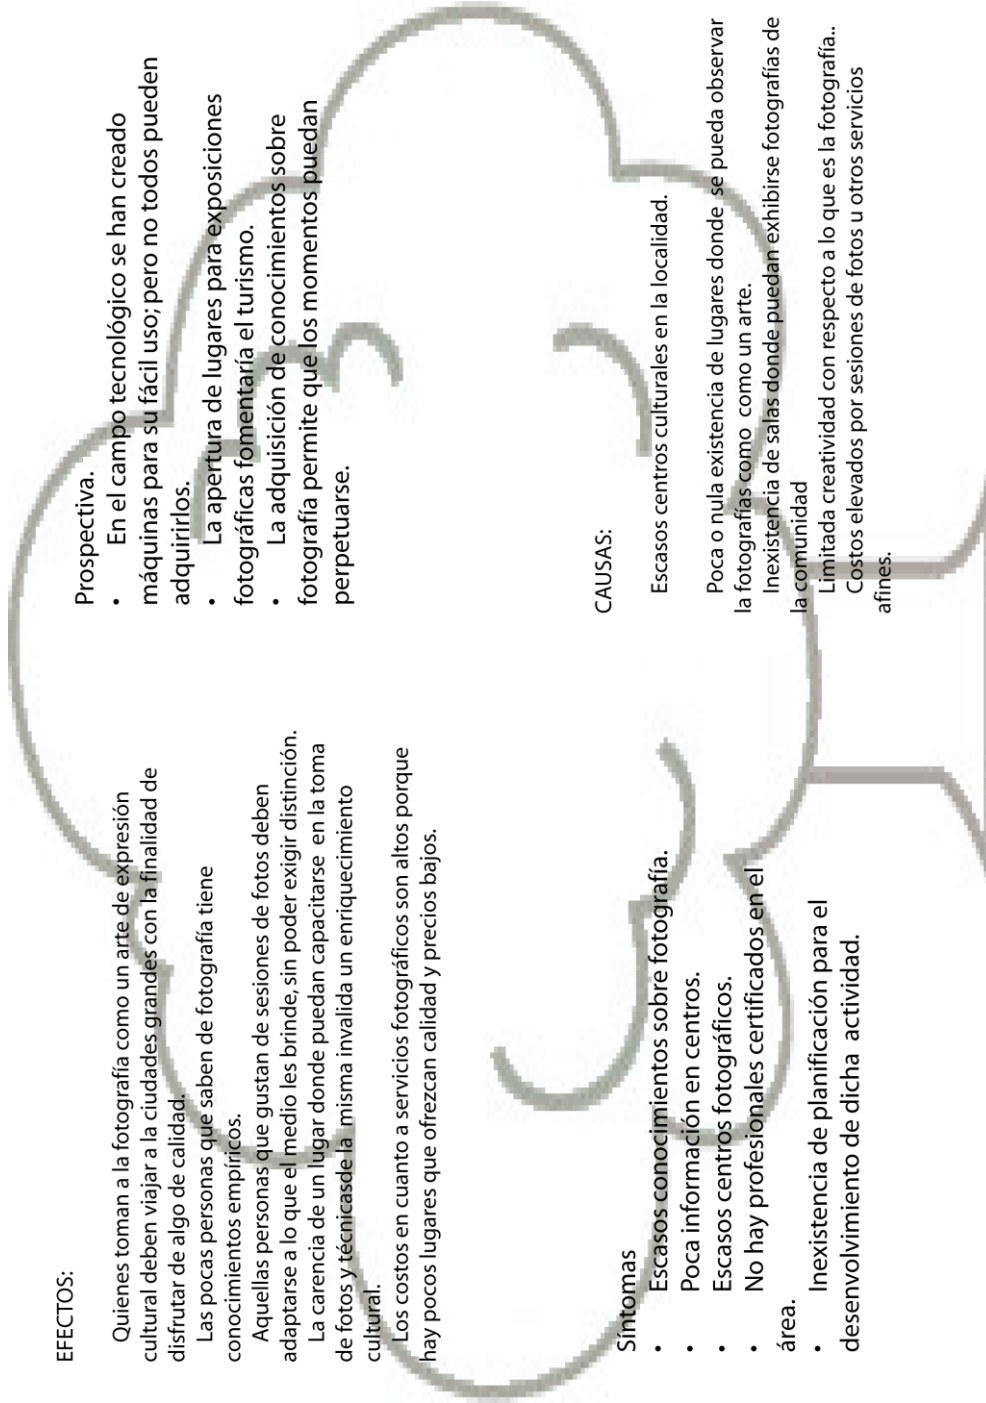 EFECTOS:
Quienes toman a la fotografía como un arte de expresión
cultural deben viajar a la ciudades grandes con la finalidad de
disfrutar de algo de calidad.
Las pocas personas que saben de fotografía tiene
conocimientos empíricos.
Aquellas personas que gustan de sesiones de fotos deben
adaptarse a lo que el medio les brinde, sin poder exigir distinción.
La carencia de un lugar donde puedan capacitarse en la toma
de fotos y técnicasde la misma invalida un enriquecimiento
cultural.
Los costos en cuanto a servicios fotográficos son altos porque
hay pocos lugares que ofrezcan calidad y precios bajos.
Prospectiva.
• En el campo tecnológico se han creado
máquinas para su fácil uso; pero no todos pueden
adquirirlos.
• La apertura de lugares para exposiciones
fotográficas fomentaría el turismo.
• La adquisición de conocimientos sobre
fotografía permite que los momentos puedan
perpetuarse.
Síntomas
• Escasos conocimientos sobre fotografía.
• Poca información en centros.
• Escasos centros fotográficos.
• No hay profesionales certificados en el
área.
• Inexistencia de planificación para el
desenvolvimiento de dicha actividad.
CAUSAS:
Escasos centros culturales en la localidad.
Poca o nula existencia de lugares donde se pueda observar
la fotografías como como un arte.
Inexistencia de salas donde puedan exhibirse fotografías de
la comunidad
Limitada creatividad con respecto a lo que es la fotografía..
Costos elevados por sesiones de fotos u otros servicios
afines.